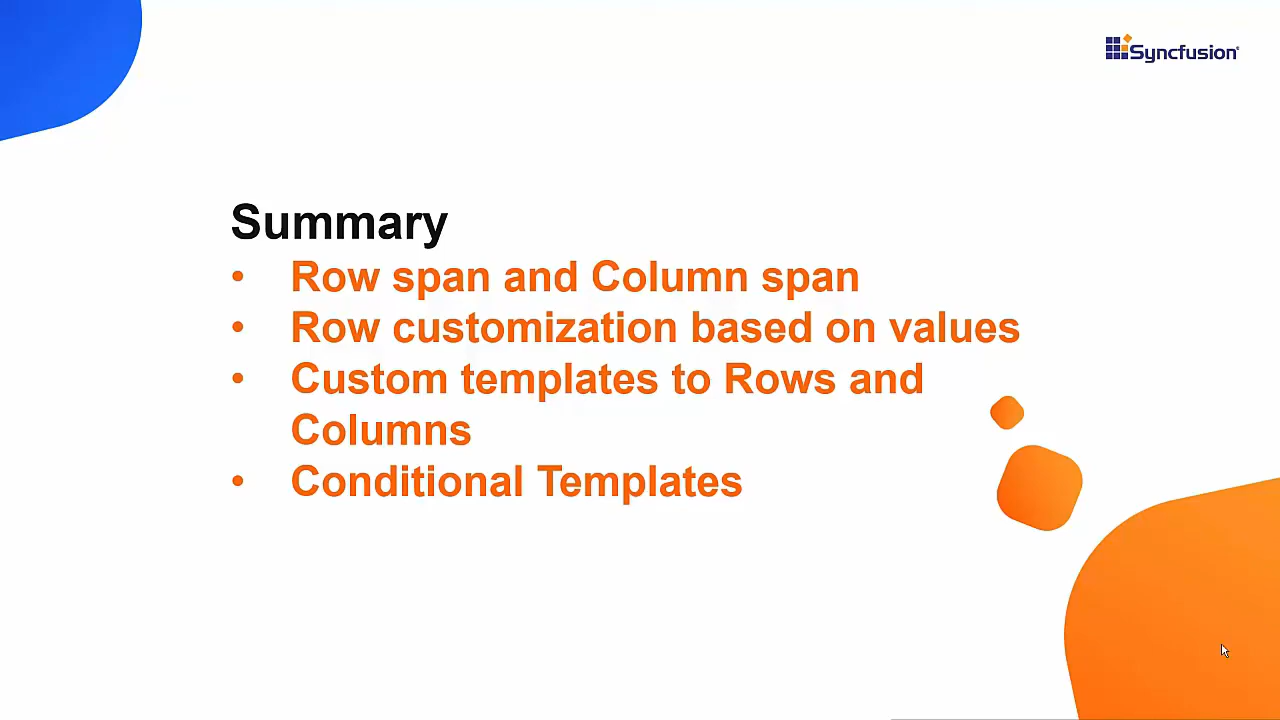 Syncfusion
Summary
• Row span and Column span
• Row customization based on values
• Custom templates to Rows and
Columns
• Conditional Templates